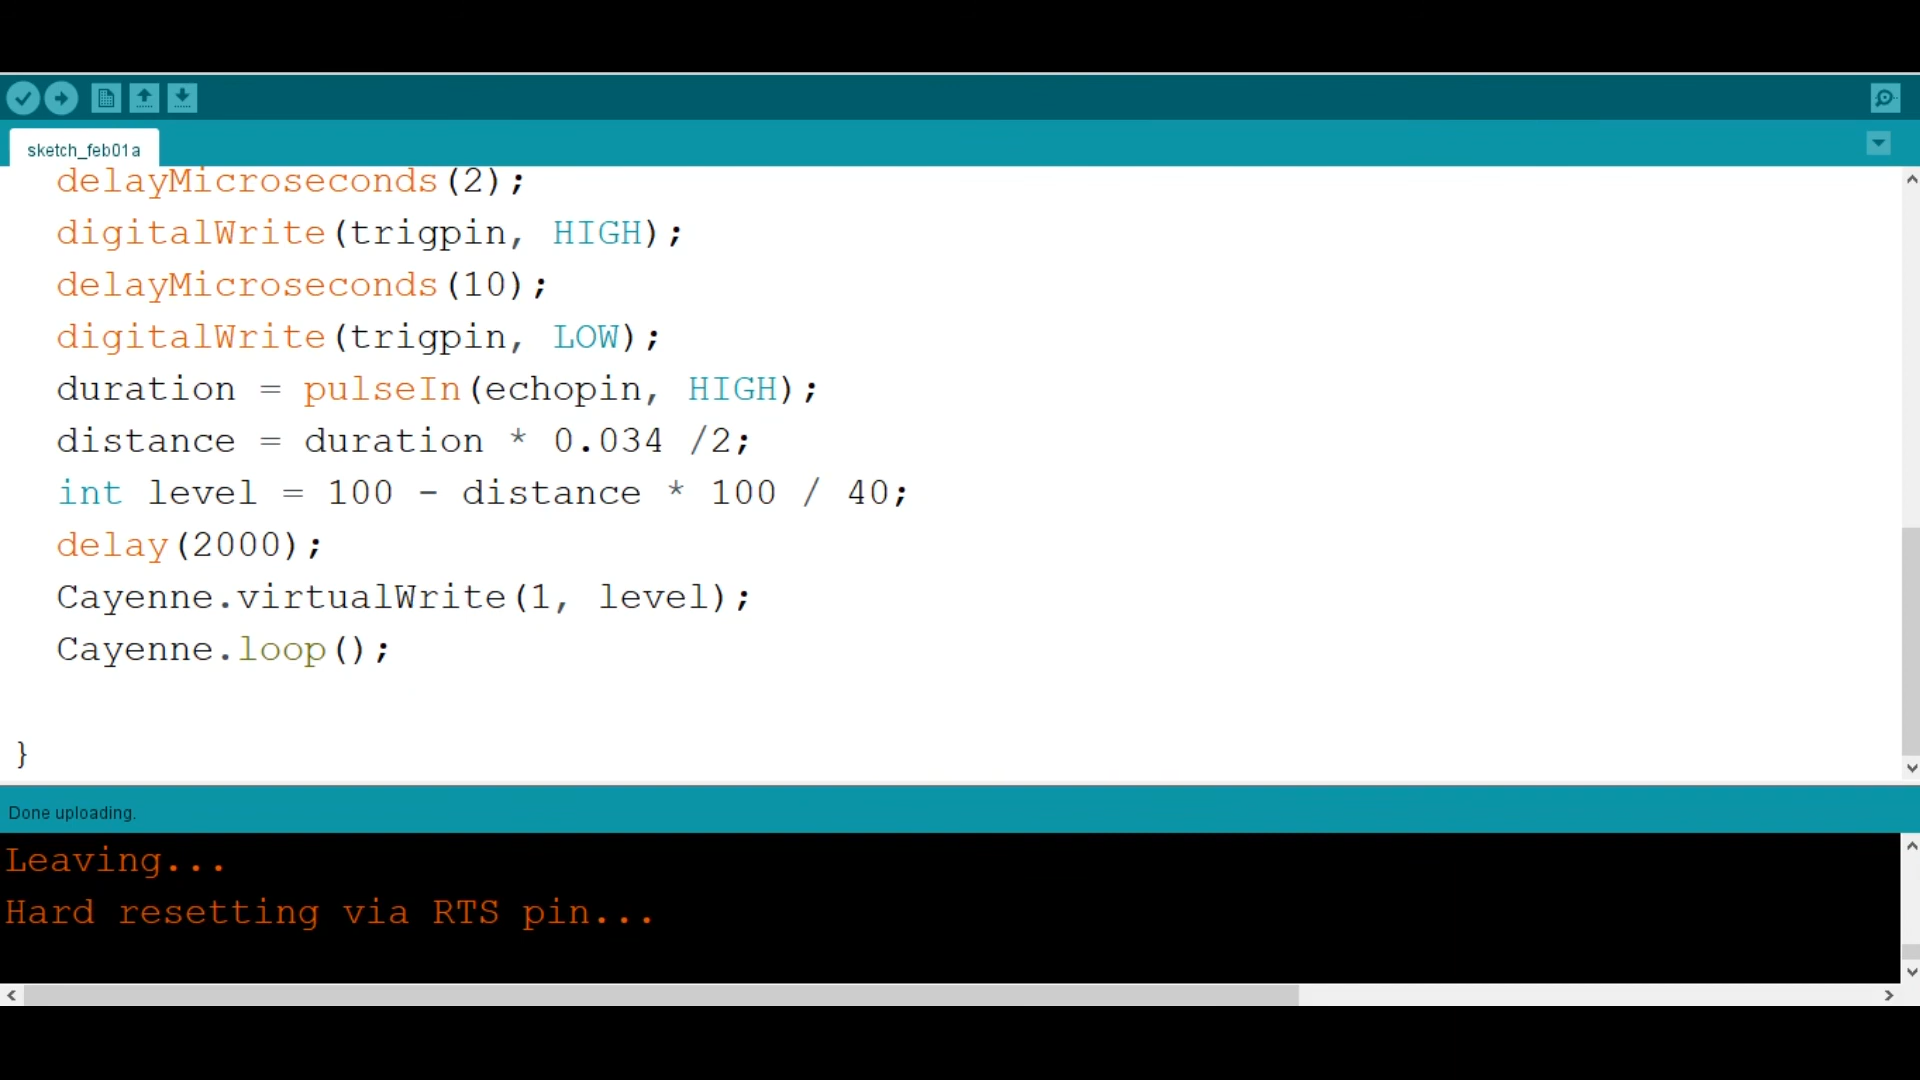 sketch_feb01a
delayMicroseconds(2);
digitalWrite(trigpin, HIGH);
delayMicroseconds(10);
digitalWrite(trigpin, LOW);
duration = pulseIn(echopin, HIGH);
distance = duration * 0.034 /2;
int level = 100 - distance * 100 / 40;
delay(2000);
Cayenne.virtualWrite(1, level);
Cayenne.loop();
}
Done uploading.
Leaving...
Hard resetting via RTS pin...